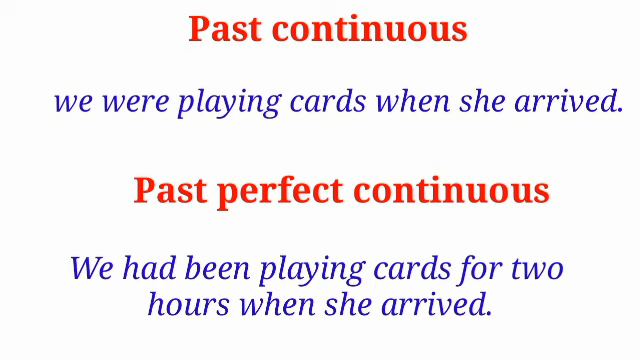 Past continuous
we were playing cards when she arrived.
Past perfect continuous
We had been playing cards for two
hours when she arrived.